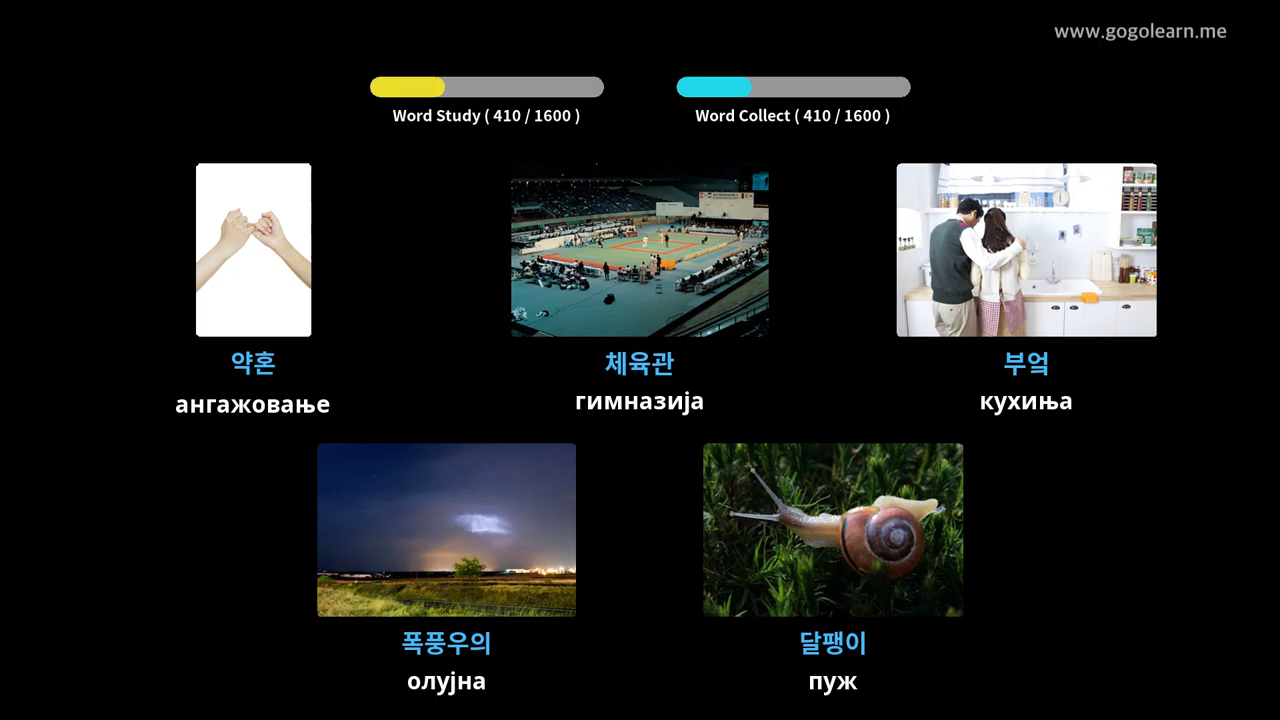 www.gogolearn.me
Word Study ( 410 / 1600 )
Word Collect ( 410 / 1600 )
약혼
체육관
부엌
ангажовање
гимназија
кухиња
폭풍우의
달팽이
олујна
пуж